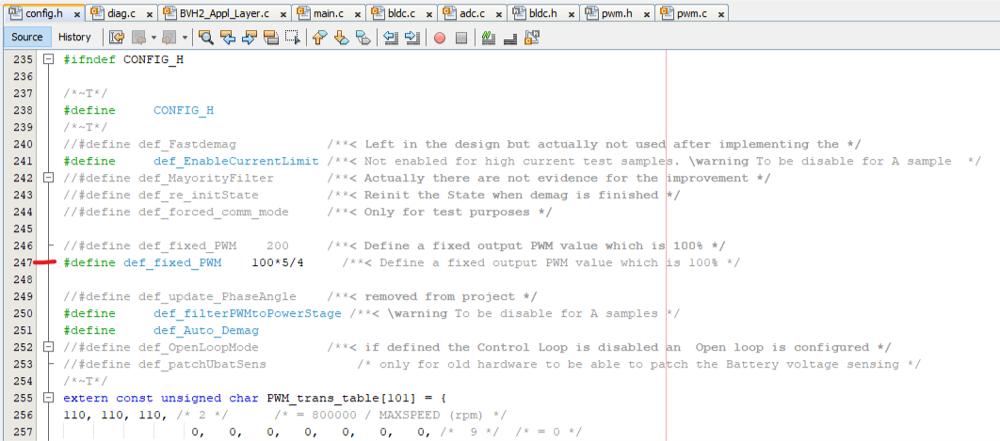 config.h x diag.c x BVH2_Appl_Layer.c x main.c x bldc.c x adc.c x bldc.h x pwm.h x pwm.c x
Source History
235 #ifndef CONFIG_H
236
237 /*~T*/
238 #define CONFIG_H
239 /*~T*/
240 //#define def_Fastdemag /**< Left in the design but actually not used after implementing the */
241 #define def_EnableCurrentLimit /**< Not enabled for high current test samples. \warning To be disable for A sample */
242 //#define def_MayorityFilter /**< Actually there are not evidence for the improvement */
243 //#define def_re_initState /**< Reinit the State when demag is finished */
244 //#define def_forced_comm_mode /**< Only for test purposes */
245
246 //#define def_fixed_PWM 200 /**< Define a fixed output PWM value which is 100% */
247 #define def_fixed_PWM 100*5/4 /**< Define a fixed output PWM value which is 100% */
248
249 //#define def_update_PhaseAngle /**< removed from project */
250 #define def_filterPWMtoPowerStage /**< \warning To be disable for A samples */
251 #define def_Auto_Demag
252 //#define def_OpenLoopMode /**< if defined the Control Loop is disabled an Open loop is configured */
253 //#define def_patchUbatSens /* only for old hardware to be able to patch the Battery voltage sensing */
254 /*~T*/
255 extern const unsigned char PWM_trans_table[101] = {
256 110, 110, 110, /* 2 */ /* = 800000 / MAXSPEED (rpm) */
257 0, 0, 0, 0, 0, 0, 0, /* 9 */ /* = 0 */